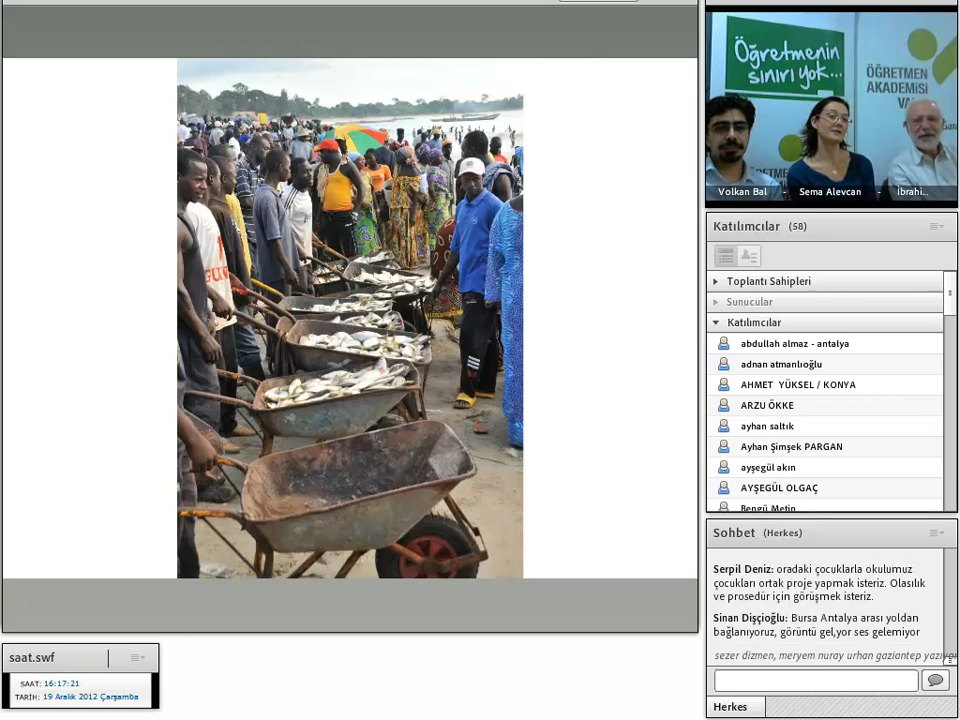 Öğretmenin
sınırı yok...
ÖĞRETMEN
AKADEMİSİ
Volkan Bal
Sema Alevcan
İbrahi...
Katılımcılar (58)
Toplantı Sahipleri
Sunucular
Katılımcılar
abdullah almaz - antalya
adnan atmanlıoğlu
AHMET YÜKSEL / KONYA
ARZU ÖKKE
ayhan saltık
Ayhan Şimşek PARGAN
ayşegül akın
AYŞEGÜL OLGAÇ
Bengü Metin
Sohbet (Herkes)
Serpil Deniz: oradaki çocuklarla okulumuz
çocukları ortak proje yapmak isteriz. Olasılık
ve prosedür için görüşmek isteriz.
Sinan Dişçioğlu: Bursa Antalya arası yoldan
bağlanıyoruz, görüntü gel,yor ses gelemiyor
sezer dizmen, meryem nuray urhan gaziantep yazıyor
Herkes
saat.swf
SAAT: 16:17:21
TARİH: 19 Aralık 2012 Çarşamba